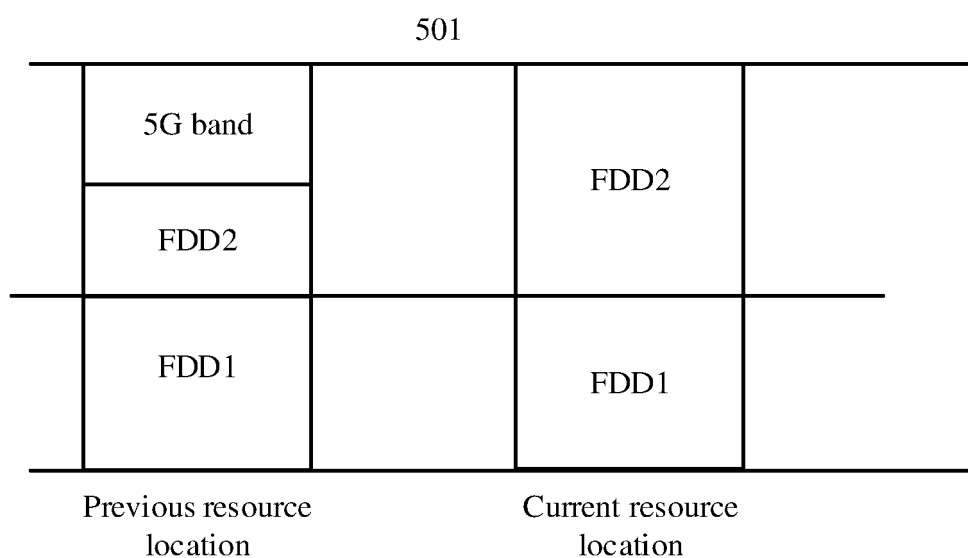 501
5G band
FDD2
FDD2
FDD1
FDD1
Previous resource
location
Current resource
location